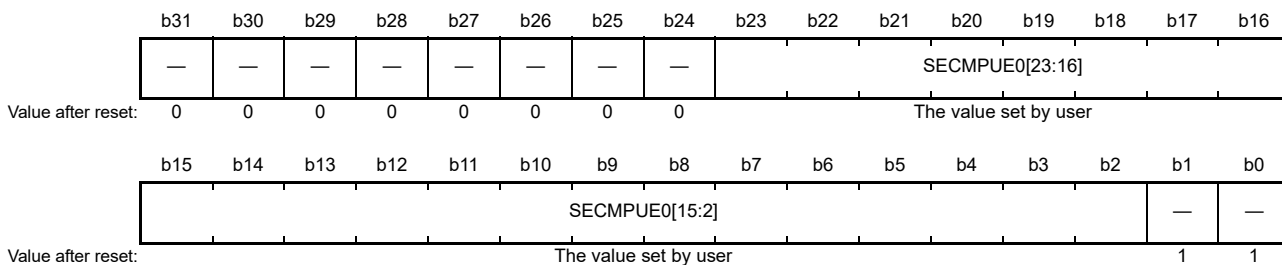 b31 b30 b29 b28 b27 b26 b25 b24 b23 b22 b21 b20 b19 b18 b17 b16
— — — — — — — — SECMPUE0[23:16]
Value after reset: 0 0 0 0 0 0 0 0 The value set by user
b15 b14 b13 b12 b11 b10 b9 b8 b7 b6 b5 b4 b3 b2 b1 b0
SECMPUE0[15:2] — —
Value after reset: The value set by user 1 1